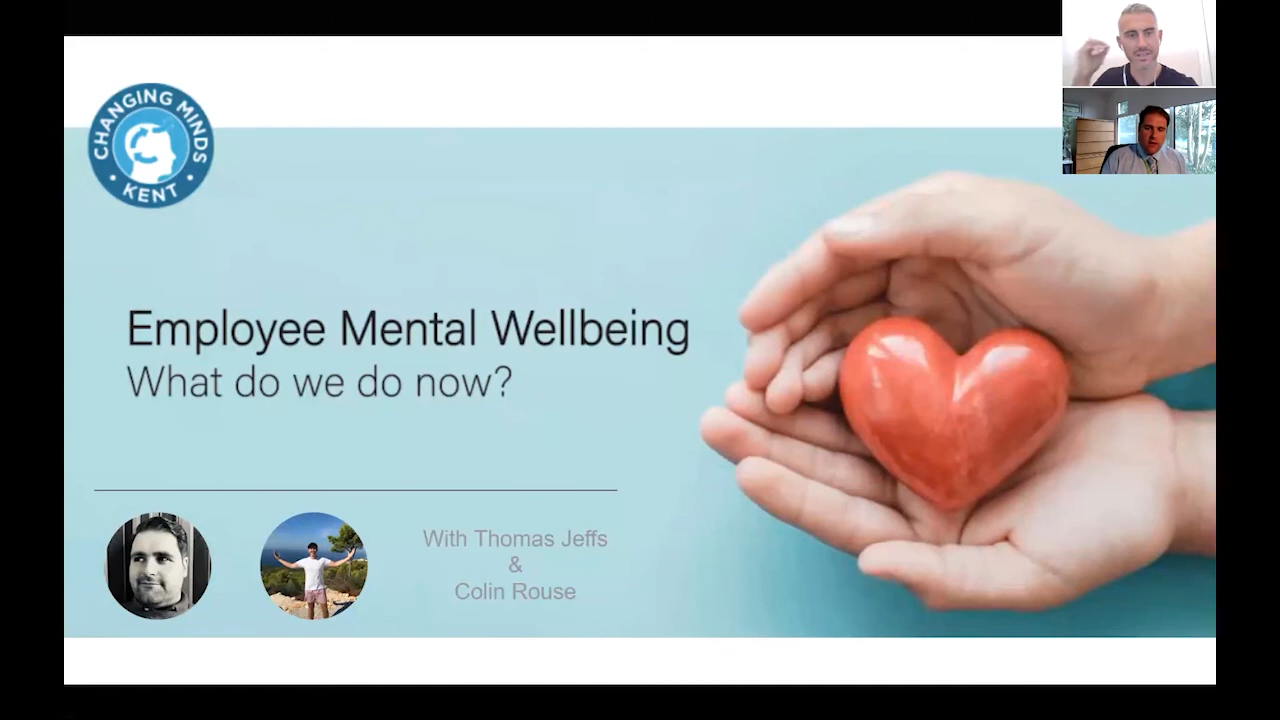 CHANGING MINDS
• KENT •
Employee Mental Wellbeing
What do we do now?
With Thomas Jeffs
&
Colin Rouse